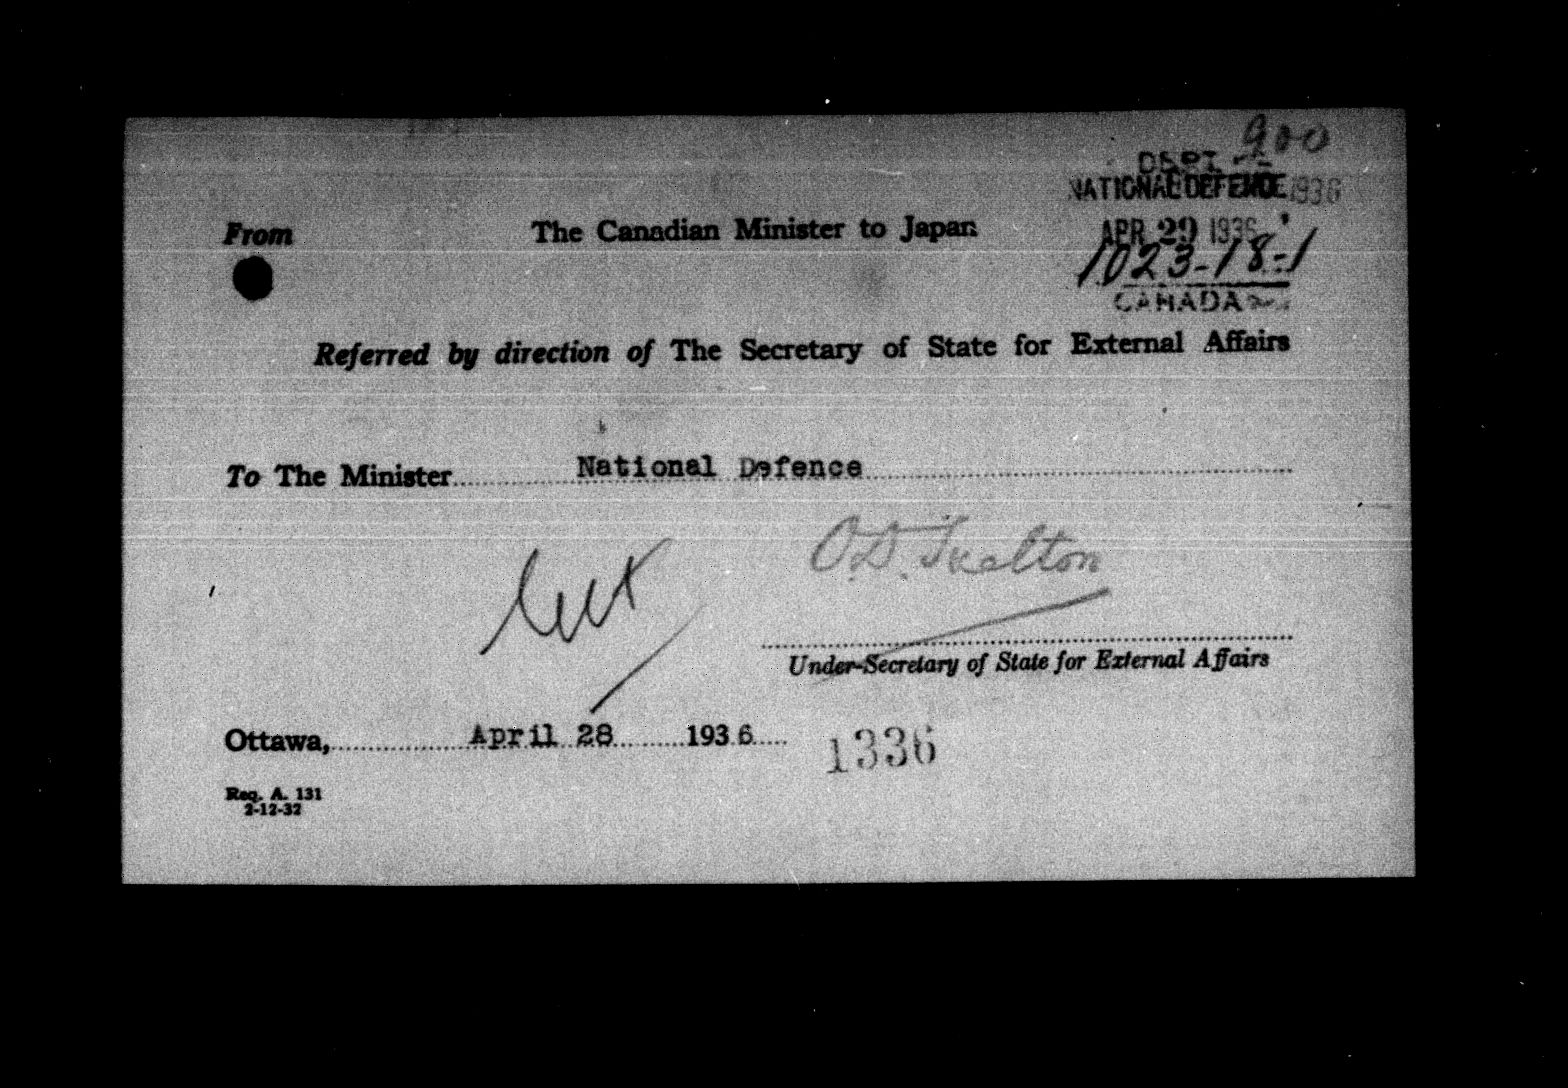 900
DEPT
NATIONAL DEFENCE 1936
From The Canadian Minister to Japan
APR 29 1936
1023-18-1
CANADA
Referred by direction of The Secretary of State for External Affairs
To The Minister National Defence
O.D. Skelton
Under-Secretary of State for External Affairs
Ottawa, April 28 1936
1336
Req. A. 131
2-12-32